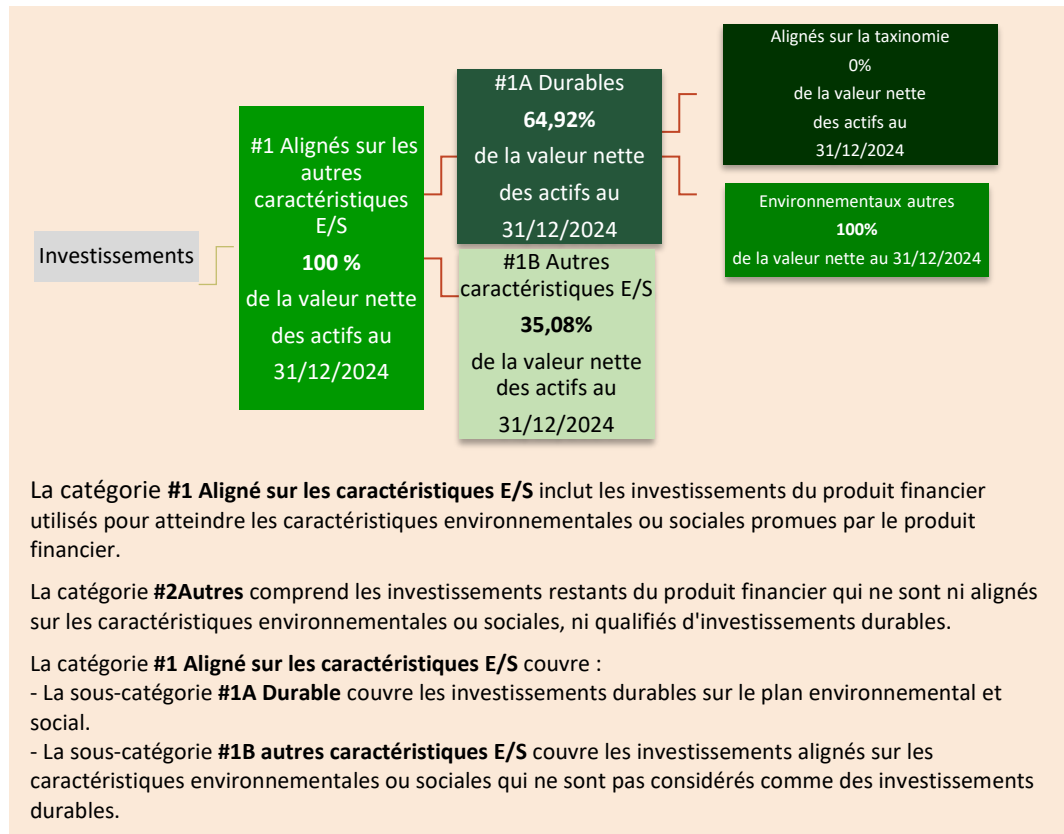 Investissements
#1 Alignés sur les
autres
caractéristiques
E/S
100 %
de la valeur nette
des actifs au
31/12/2024
#1A Durables
64,92%
de la valeur nette
des actifs au
31/12/2024
#1B Autres
caractéristiques E/S
35,08%
de la valeur nette
des actifs au
31/12/2024
Alignés sur la taxinomie
0%
de la valeur nette
des actifs au
31/12/2024
Environnementaux autres
100%
de la valeur nette au 31/12/2024
La catégorie #1 Aligné sur les caractéristiques E/S inclut les investissements du produit financier
utilisés pour atteindre les caractéristiques environnementales ou sociales promues par le produit
financier.
La catégorie #2Autres comprend les investissements restants du produit financier qui ne sont ni alignés
sur les caractéristiques environnementales ou sociales, ni qualifiés d'investissements durables.
La catégorie #1 Aligné sur les caractéristiques E/S couvre :
- La sous-catégorie #1A Durable couvre les investissements durables sur le plan environnemental et
social.
- La sous-catégorie #1B autres caractéristiques E/S couvre les investissements alignés sur les
caractéristiques environnementales ou sociales qui ne sont pas considérés comme des investissements
durables.